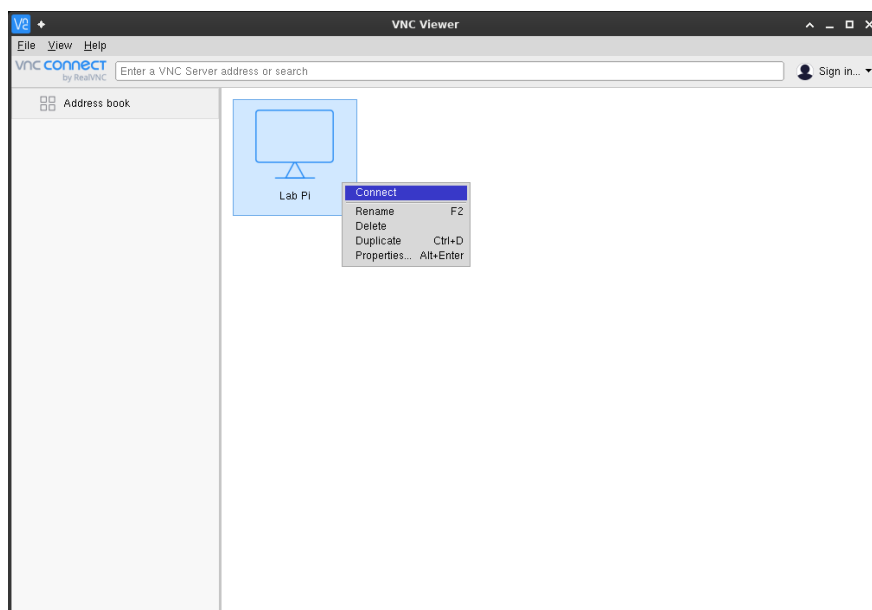 V2 VNC Viewer
File View Help
vnc connect
by RealVNC
Enter a VNC Server address or search
Sign in...
Address book
Lab Pi
Connect
Rename F2
Delete
Duplicate Ctrl+D
Properties... Alt+Enter